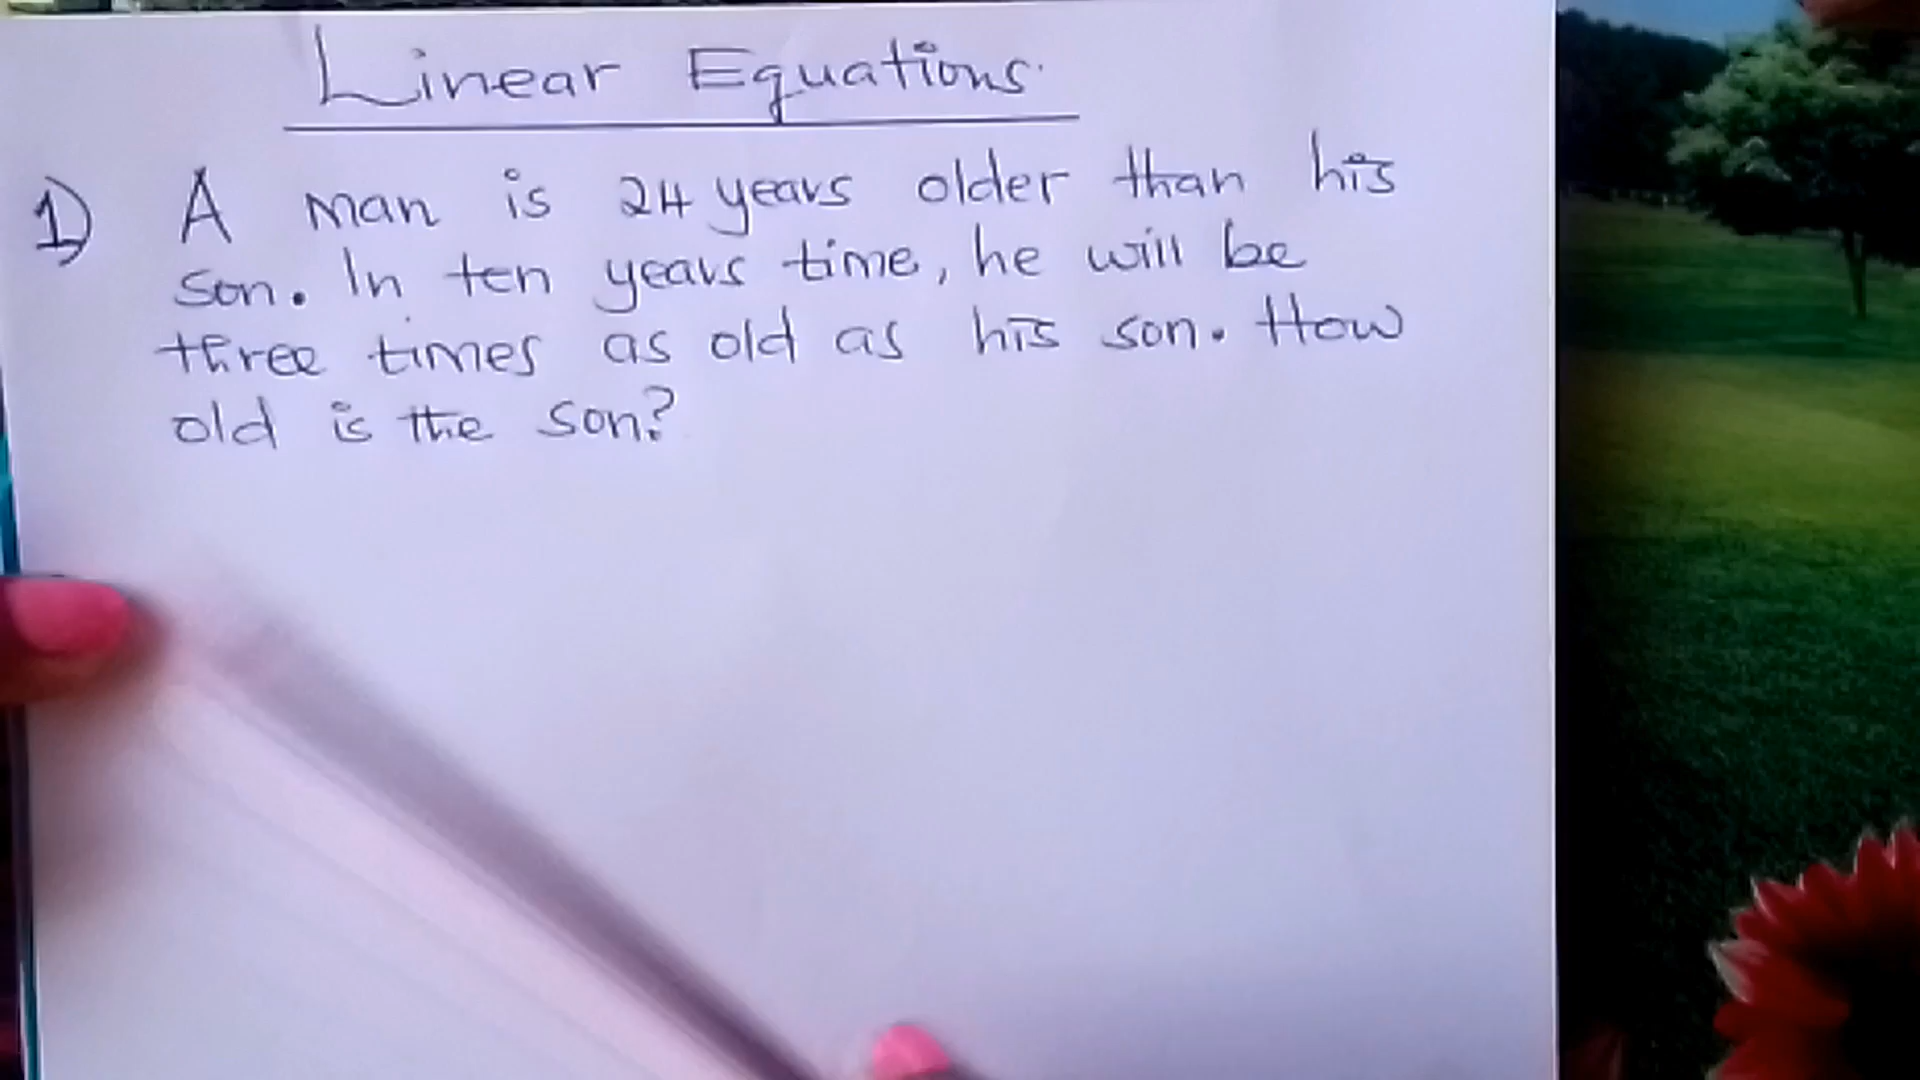 Linear Equations.
1) A man is 24 years older than his
son. In ten years time, he will be
three times as old as his son. How
old is the son?